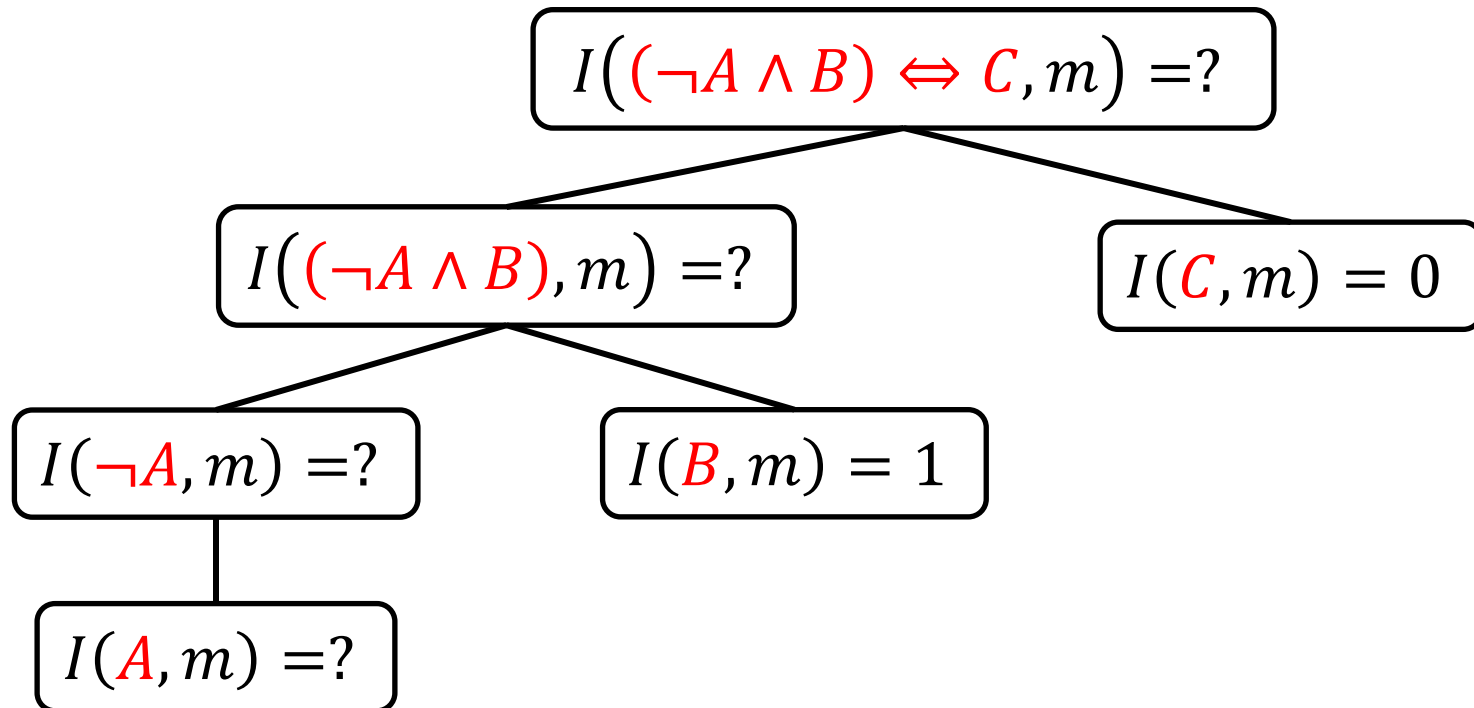 I((¬A ∧ B) ⇔ C, m) =?
I((¬A ∧ B), m) =?
I(C, m) = 0
I(¬A, m) =?
I(B, m) = 1
I(A, m) =?